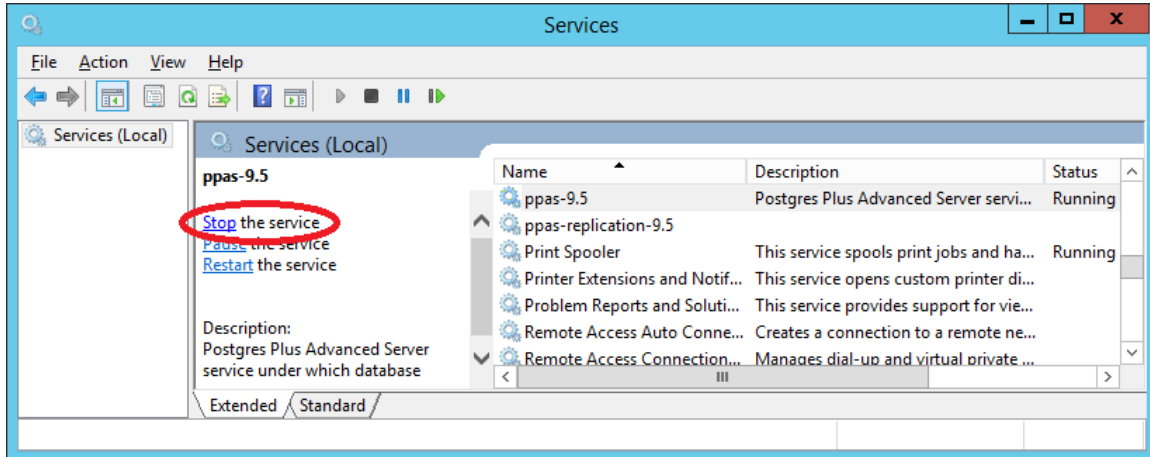 Services
File Action View Help
Services (Local)
Services (Local)
ppas-9.5
Stop the service
Pause the service
Restart the service
Description:
Postgres Plus Advanced Server
service under which database
Name Description Status
ppas-9.5 Postgres Plus Advanced Server servi... Running
ppas-replication-9.5
Print Spooler This service spools print jobs and ha... Running
Printer Extensions and Notif... This service opens custom printer di...
Problem Reports and Soluti... This service provides support for vie...
Remote Access Auto Conne... Creates a connection to a remote ne...
Remote Access Connection... Manages dial-up and virtual private ...
Extended Standard